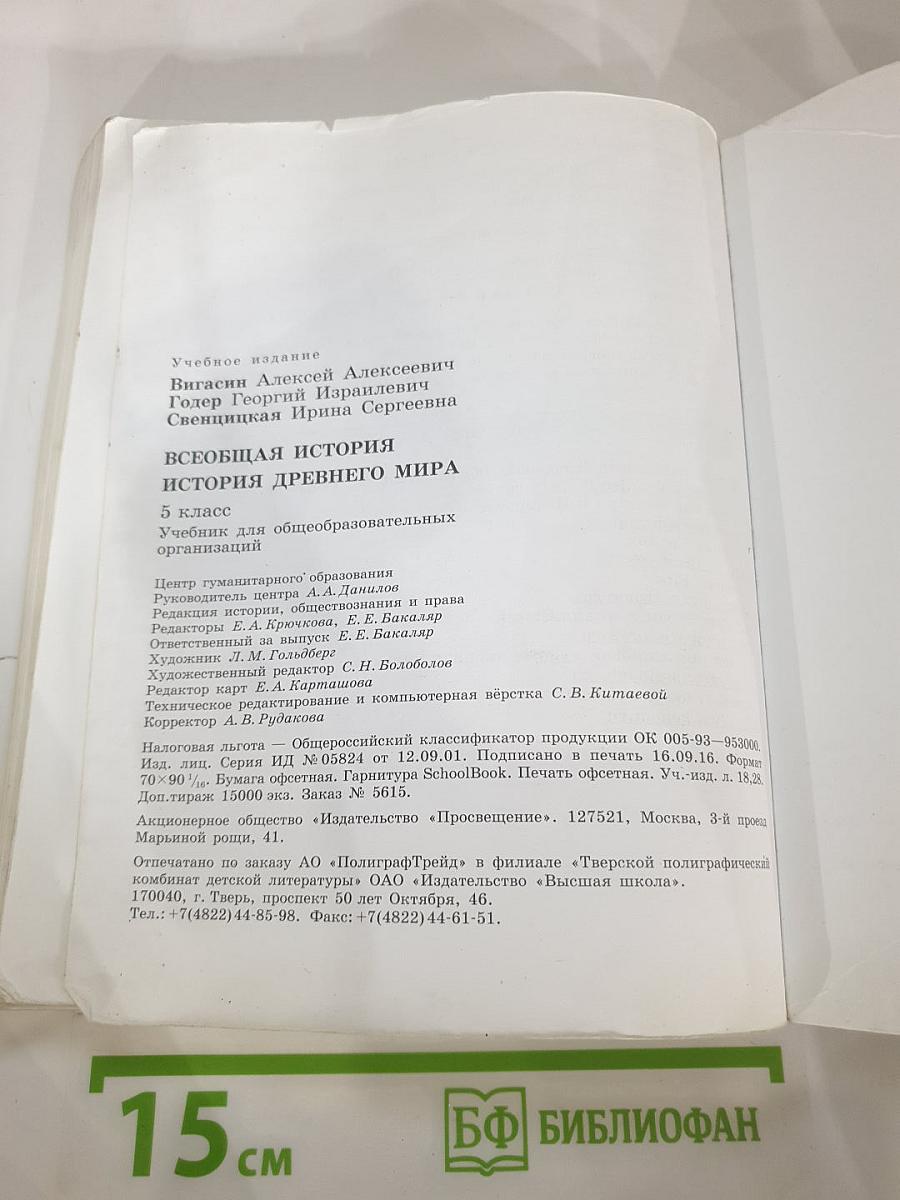 Учебное издание
Вигасин Алексей Алексеевич
Годер Георгий Израилевич
Свенцицкая Ирина Сергеевна
ВСЕОБЩАЯ ИСТОРИЯ
ИСТОРИЯ ДРЕВНЕГО МИРА
5 класс
Учебник для общеобразовательных
организаций
Центр гуманитарного образования
Руководитель центра А. А. Данилов
Редакция истории, обществознания и права
Редакторы Е. А. Крючкова, Е. Е. Бакаляр
Ответственный за выпуск Е. Е. Бакаляр
Художник Л. М. Гольдберг
Художественный редактор С. Н. Болоболов
Редактор карт Е. А. Карташова
Техническое редактирование и компьютерная вёрстка С. В. Китаевой
Корректор А. В. Рудакова
Налоговая льгота — Общероссийский классификатор продукции ОК 005-93—953000.
Изд. лиц. Серия ИД № 05824 от 12.09.01. Подписано в печать 16.09.16. Формат
70×90 1/16. Бумага офсетная. Гарнитура SchoolBook. Печать офсетная. Уч.-изд. л. 18,28.
Доп.тираж 15000 экз. Заказ № 5615.
Акционерное общество «Издательство «Просвещение». 127521, Москва, 3-й проезд
Марьиной рощи, 41.
Отпечатано по заказу АО «ПолиграфТрейд» в филиале «Тверской полиграфический
комбинат детской литературы» ОАО «Издательство «Высшая школа».
170040, г. Тверь, проспект 50 лет Октября, 46.
Тел.: +7(4822)44-85-98. Факс: +7(4822)44-61-51.
15 см
БФ БИБЛИОФАН